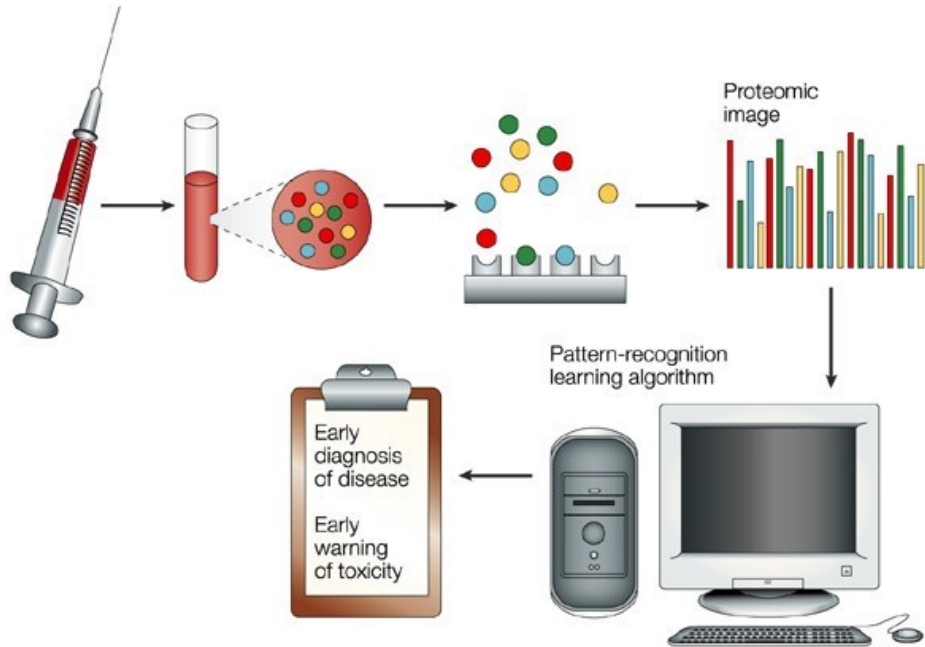 Proteomic
image
Pattern-recognition
learning algorithm
Early
diagnosis
of disease
Early
warning
of toxicity